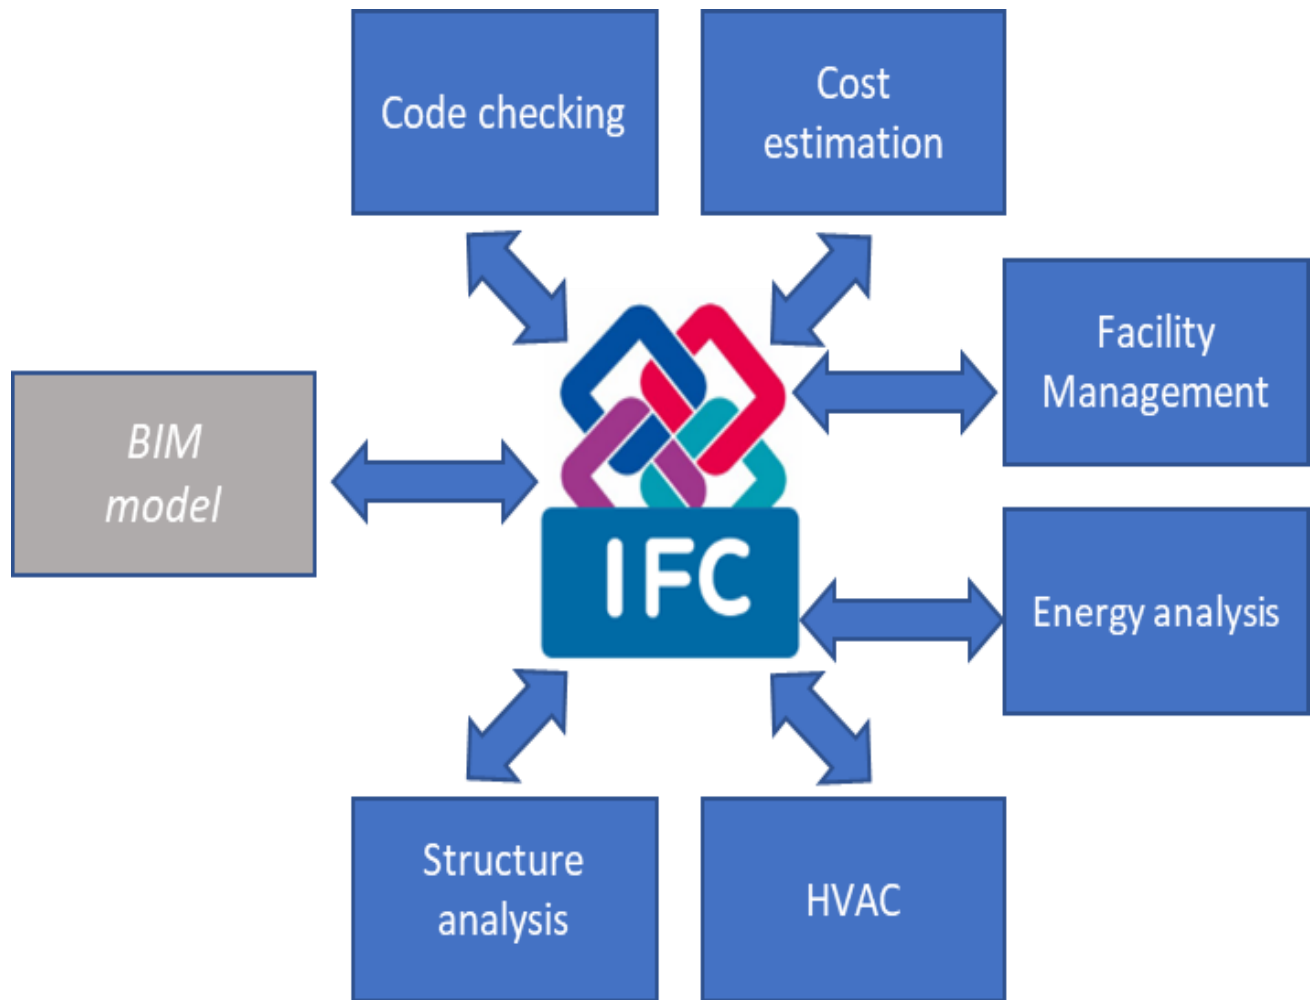 Code checking
Cost
estimation
Facility
Management
BIM
model
IFC
Energy analysis
Structure
analysis
HVAC